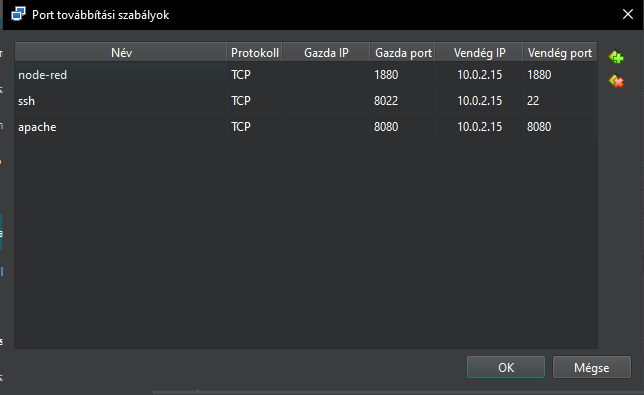 Port továbbítási szabályok
Név Protokoll Gazda IP Gazda port Vendég IP Vendég port
node-red TCP 1880 10.0.2.15 1880
ssh TCP 8022 10.0.2.15 22
apache TCP 8080 10.0.2.15 8080
OK Mégse